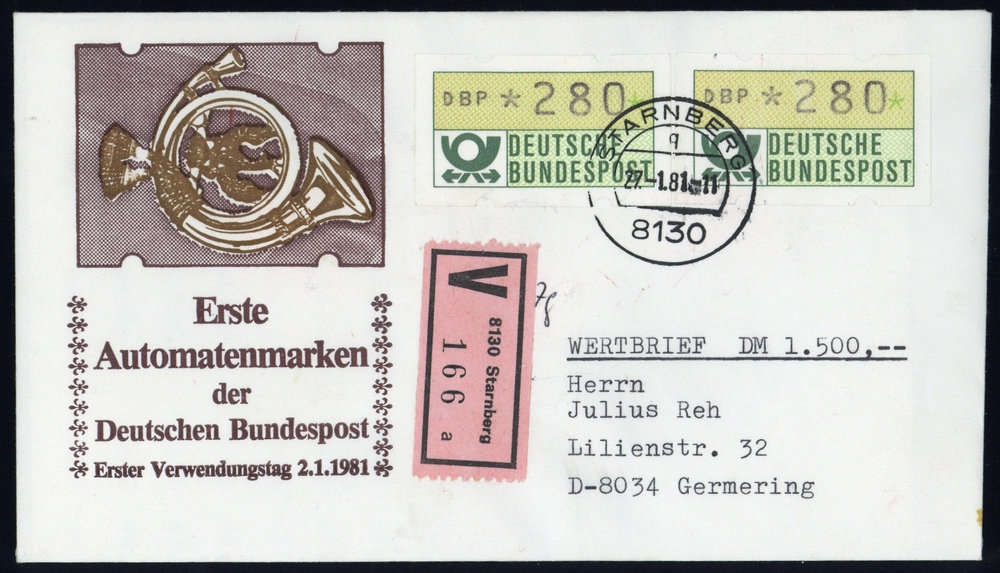 DBP *280*
DEUTSCHE
BUNDESPOST
DBP *280*
DEUTSCHE
BUNDESPOST
STARNBERG
q
27.-1.81.-11
8130
Erste
Automatenmarken
der
Deutschen Bundespost
Erster Verwendungstag 2.1.1981
V
8130 Starnberg
166 a
WERTBRIEF DM 1.500,--
Herrn
Julius Reh
Lilienstr. 32
D-8034 Germering